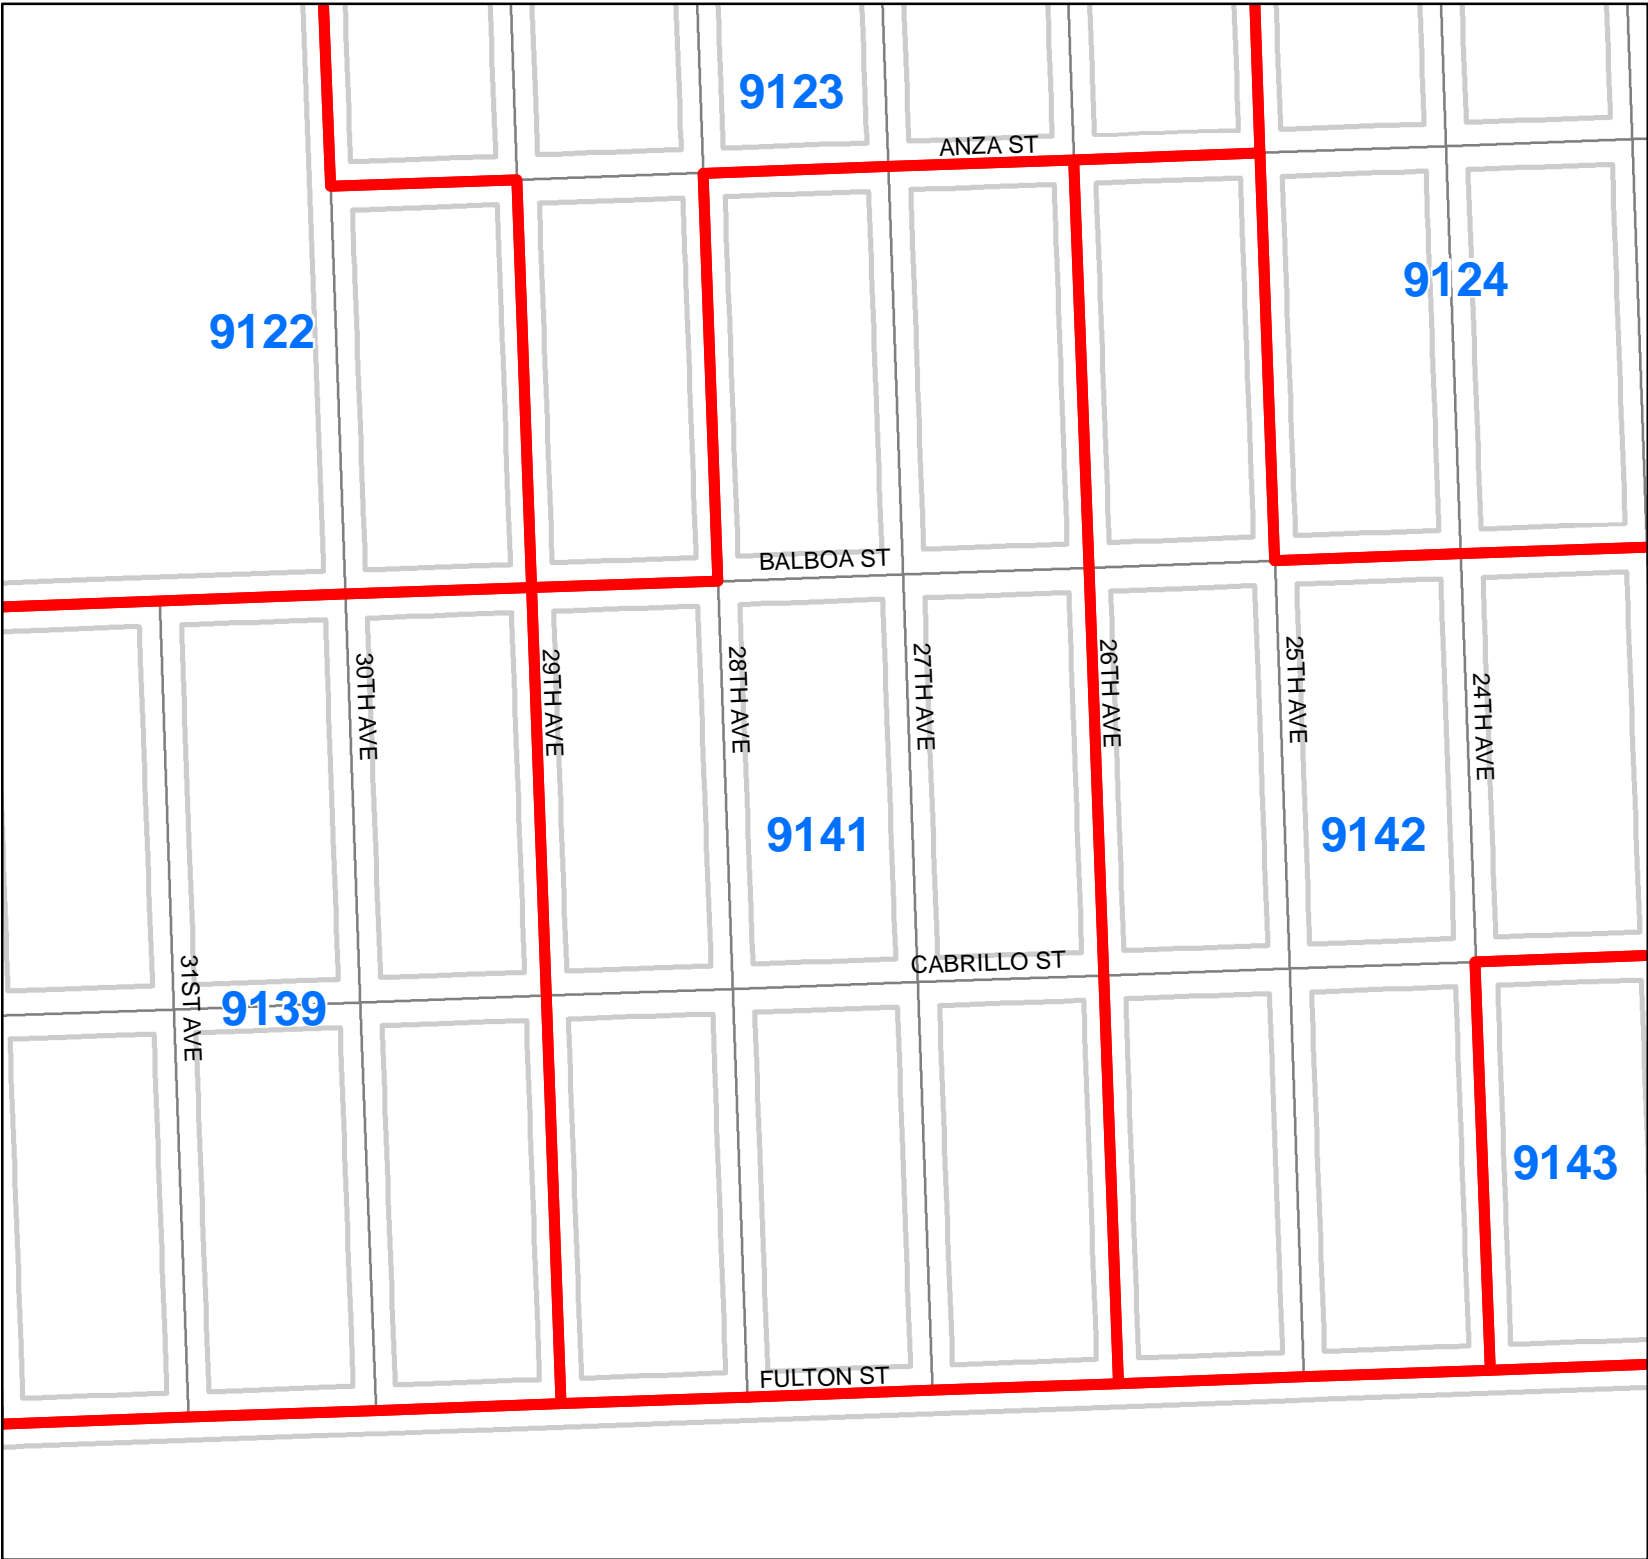 9123
ANZA ST
9124
9122
BALBOA ST
30TH AVE
29TH AVE
28TH AVE
27TH AVE
26TH AVE
25TH AVE
24TH AVE
9141
9142
CABRILLO ST
31ST AVE
9139
9143
FULTON ST